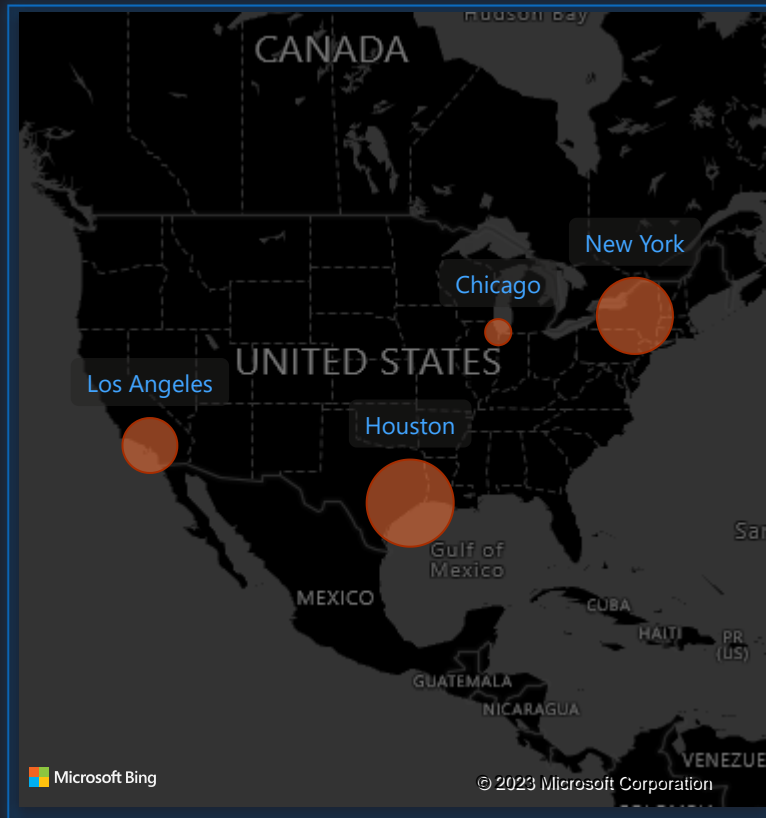 Hudson Bay
CANADA
New York
Chicago
UNITED STATES
Los Angeles
Houston
Gulf of
Mexico
MEXICO
CUBA
HAITI
PR
(US)
GUATEMALA
NICARAGUA
VENEZUE
Microsoft Bing
© 2023 Microsoft Corporation